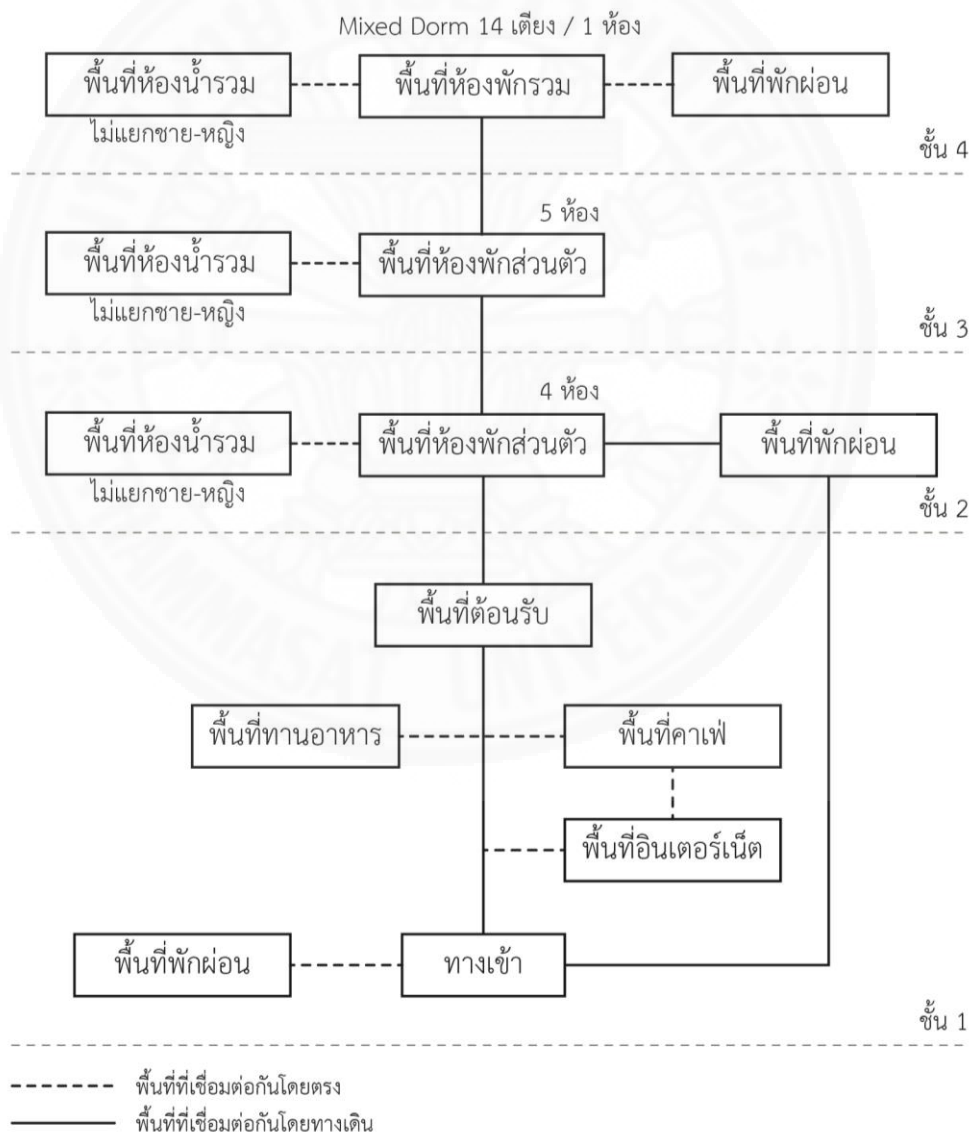 Mixed Dorm 14 เตียง / 1 ห้อง
พื้นที่ห้องน้ำรวม
พื้นที่ห้องพักรวม
พื้นที่พักผ่อน
ไม่แยกชาย-หญิง
ชั้น 4
5 ห้อง
พื้นที่ห้องน้ำรวม
พื้นที่ห้องพักส่วนตัว
ไม่แยกชาย-หญิง
ชั้น 3
4 ห้อง
พื้นที่ห้องน้ำรวม
พื้นที่ห้องพักส่วนตัว
พื้นที่พักผ่อน
ไม่แยกชาย-หญิง
ชั้น 2
พื้นที่ต้อนรับ
พื้นที่ทานอาหาร
พื้นที่คาเฟ่
พื้นที่อินเตอร์เน็ต
พื้นที่พักผ่อน
ทางเข้า
ชั้น 1
พื้นที่ที่เชื่อมต่อกันโดยตรง
พื้นที่ที่เชื่อมต่อกันโดยทางเดิน